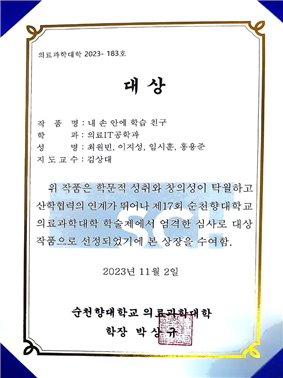 의료과학대학 2023- 183호
대 상
작 품 명 : 내 손 안에 학습 친구
학 과 : 의료IT공학과
성 명 : 최원빈, 이지성, 임시훈, 홍용준
지 도 교 수 : 김상대
위 작품은 학문적 성취와 창의성이 탁월하고
산학협력의 연계가 뛰어나 제17회 순천향대학교
의료과학대학 학술제에서 엄격한 심사로 대상
작품으로 선정되었기에 본 상장을 수여함.
2023년 11월 2일
순천향대학교 의료과학대학
학장 박 상 규